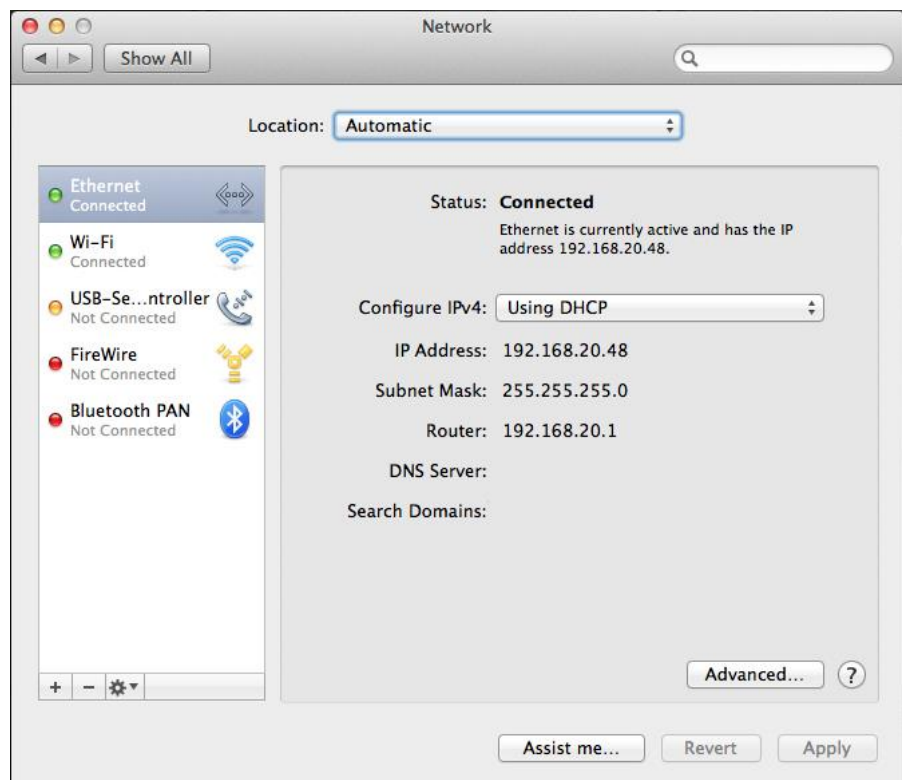 Network
Show All
Location: Automatic
Ethernet
Connected
Wi-Fi
Connected
USB-Se...ntroller
Not Connected
FireWire
Not Connected
Bluetooth PAN
Not Connected
Status: Connected
Ethernet is currently active and has the IP
address 192.168.20.48.
Configure IPv4: Using DHCP
IP Address: 192.168.20.48
Subnet Mask: 255.255.255.0
Router: 192.168.20.1
DNS Server:
Search Domains:
Advanced... ?
Assist me... Revert Apply